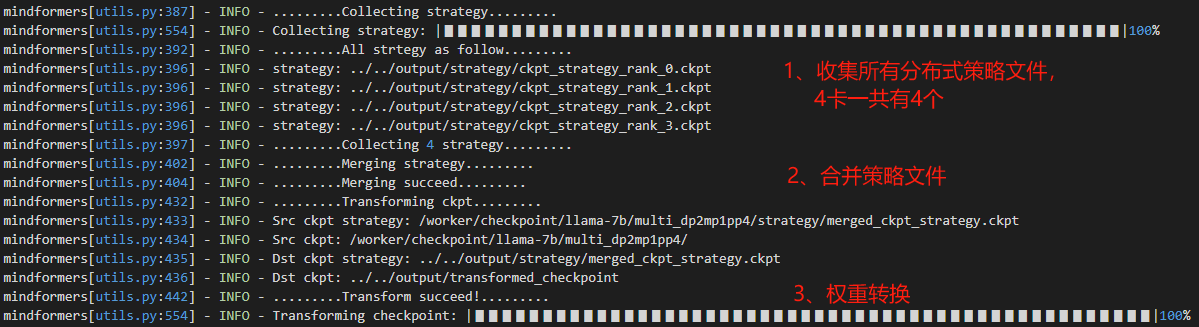 mindformers[utils.py:387] - INFO - .........Collecting strategy.........
mindformers[utils.py:554] - INFO - Collecting strategy: |100%
mindformers[utils.py:392] - INFO - .........All strtegy as follow.........
mindformers[utils.py:396] - INFO - strategy: ../../output/strategy/ckpt_strategy_rank_0.ckpt
1、收集所有分布式策略文件,
mindformers[utils.py:396] - INFO - strategy: ../../output/strategy/ckpt_strategy_rank_1.ckpt
4卡一共有4个
mindformers[utils.py:396] - INFO - strategy: ../../output/strategy/ckpt_strategy_rank_2.ckpt
mindformers[utils.py:396] - INFO - strategy: ../../output/strategy/ckpt_strategy_rank_3.ckpt
mindformers[utils.py:397] - INFO - .........Collecting 4 strategy.........
mindformers[utils.py:402] - INFO - .........Merging strategy.........
mindformers[utils.py:404] - INFO - .........Merging succeed.........
2、合并策略文件
mindformers[utils.py:432] - INFO - .........Transforming ckpt.........
mindformers[utils.py:433] - INFO - Src ckpt strategy: /worker/checkpoint/llama-7b/multi_dp2mp1pp4/strategy/merged_ckpt_strategy.ckpt
mindformers[utils.py:434] - INFO - Src ckpt: /worker/checkpoint/llama-7b/multi_dp2mp1pp4/
mindformers[utils.py:435] - INFO - Dst ckpt strategy: ../../output/strategy/merged_ckpt_strategy.ckpt
mindformers[utils.py:436] - INFO - Dst ckpt: ../../output/transformed_checkpoint
mindformers[utils.py:442] - INFO - .........Transform succeed!.........
3、权重转换
mindformers[utils.py:554] - INFO - Transforming checkpoint: |100%